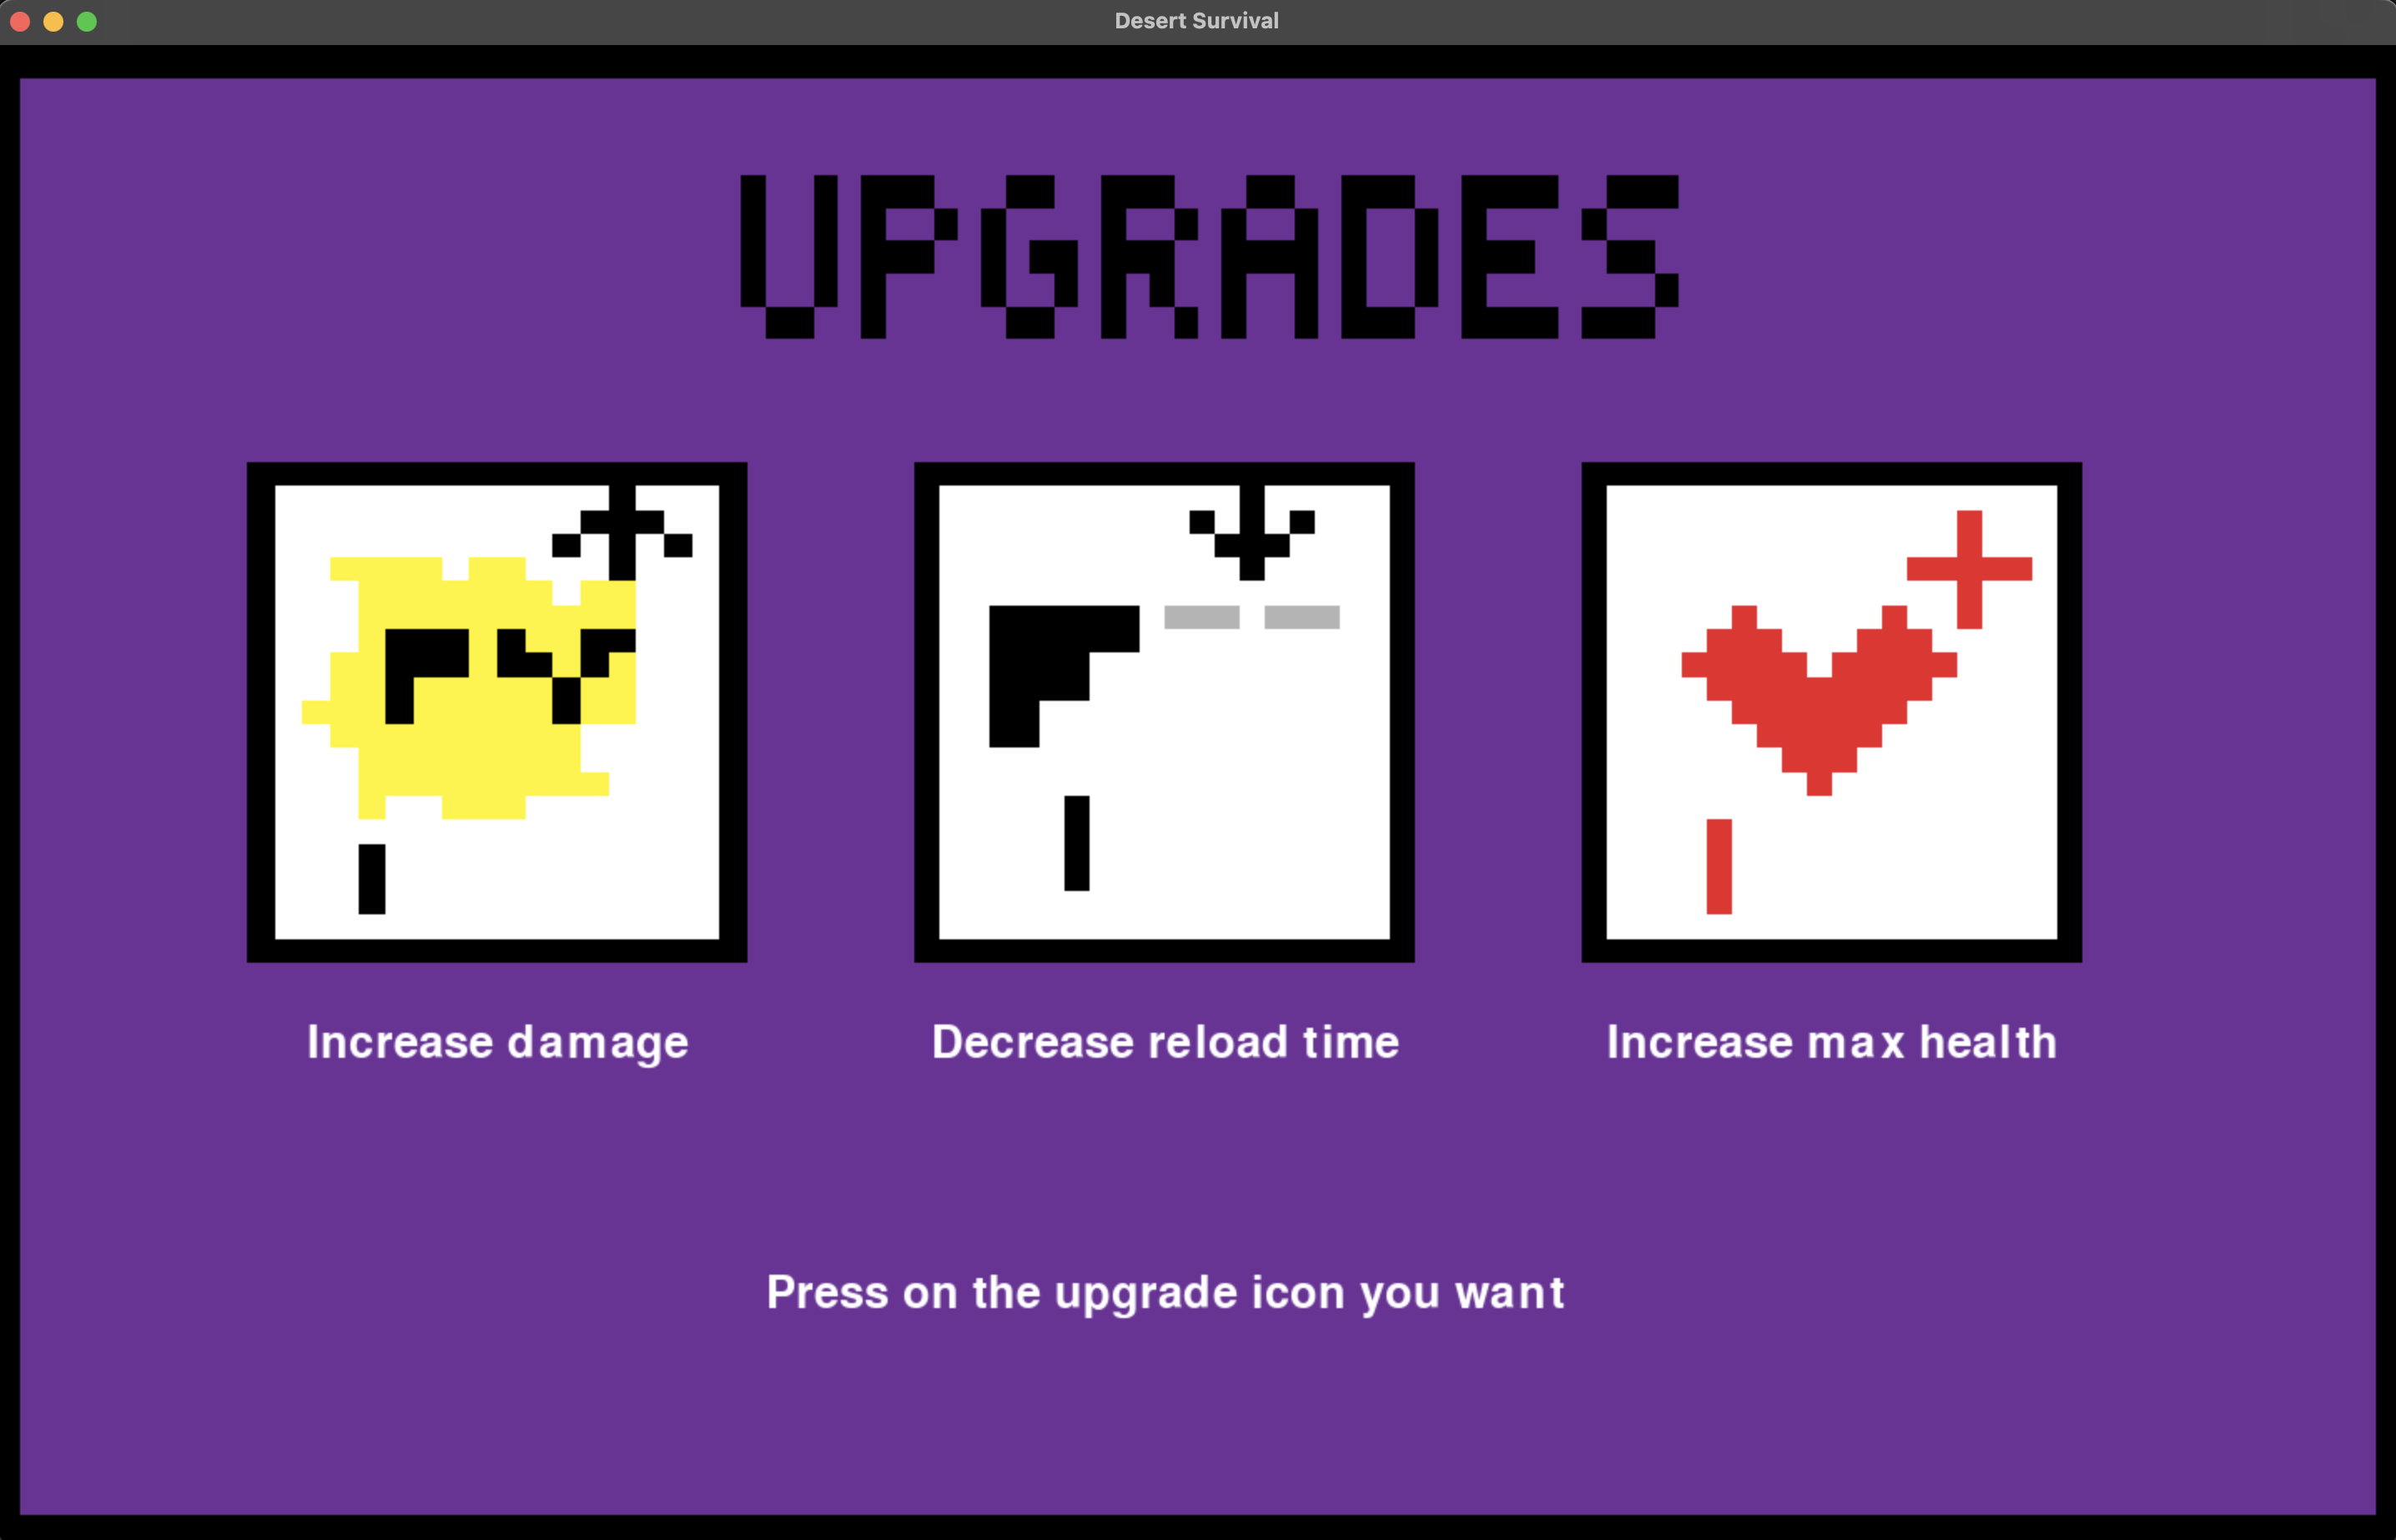 Desert Survival
UPGRADES
Increase damage
Decrease reload time
Increase max health
Press on the upgrade icon you want